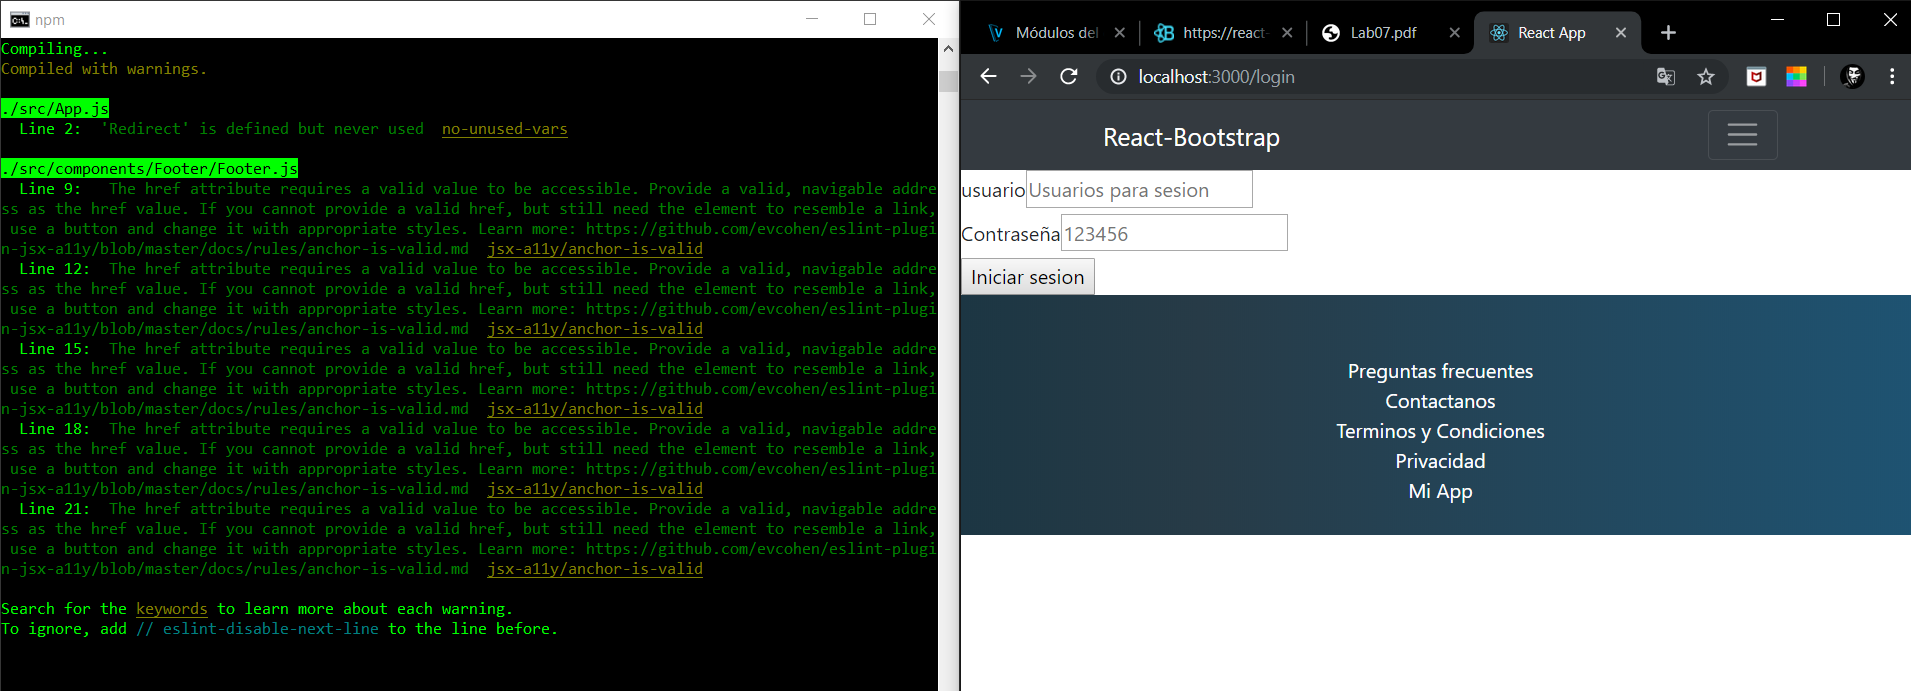 npm
Compiling...
Compiled with warnings.
./src/App.js
Line 2:  'Redirect' is defined but never used  no-unused-vars
./src/components/Footer/Footer.js
Line 9:   The href attribute requires a valid value to be accessible. Provide a valid, navigable addre
ss as the href value. If you cannot provide a valid href, but still need the element to resemble a link,
use a button and change it with appropriate styles. Learn more: https://github.com/evcohen/eslint-plugi
n-jsx-a11y/blob/master/docs/rules/anchor-is-valid.md  jsx-a11y/anchor-is-valid
Line 12:  The href attribute requires a valid value to be accessible. Provide a valid, navigable addre
ss as the href value. If you cannot provide a valid href, but still need the element to resemble a link,
use a button and change it with appropriate styles. Learn more: https://github.com/evcohen/eslint-plugi
n-jsx-a11y/blob/master/docs/rules/anchor-is-valid.md  jsx-a11y/anchor-is-valid
Line 15:  The href attribute requires a valid value to be accessible. Provide a valid, navigable addre
ss as the href value. If you cannot provide a valid href, but still need the element to resemble a link,
use a button and change it with appropriate styles. Learn more: https://github.com/evcohen/eslint-plugi
n-jsx-a11y/blob/master/docs/rules/anchor-is-valid.md  jsx-a11y/anchor-is-valid
Line 18:  The href attribute requires a valid value to be accessible. Provide a valid, navigable addre
ss as the href value. If you cannot provide a valid href, but still need the element to resemble a link,
use a button and change it with appropriate styles. Learn more: https://github.com/evcohen/eslint-plugi
n-jsx-a11y/blob/master/docs/rules/anchor-is-valid.md  jsx-a11y/anchor-is-valid
Line 21:  The href attribute requires a valid value to be accessible. Provide a valid, navigable addre
ss as the href value. If you cannot provide a valid href, but still need the element to resemble a link,
use a button and change it with appropriate styles. Learn more: https://github.com/evcohen/eslint-plugi
n-jsx-a11y/blob/master/docs/rules/anchor-is-valid.md  jsx-a11y/anchor-is-valid
Search for the keywords to learn more about each warning.
To ignore, add // eslint-disable-next-line to the line before.
Módulos del
https://react-
Lab07.pdf
React App
localhost:3000/login
React-Bootstrap
usuario Usuarios para sesion
Contraseña 123456
Iniciar sesion
Preguntas frecuentes
Contactanos
Terminos y Condiciones
Privacidad
Mi App